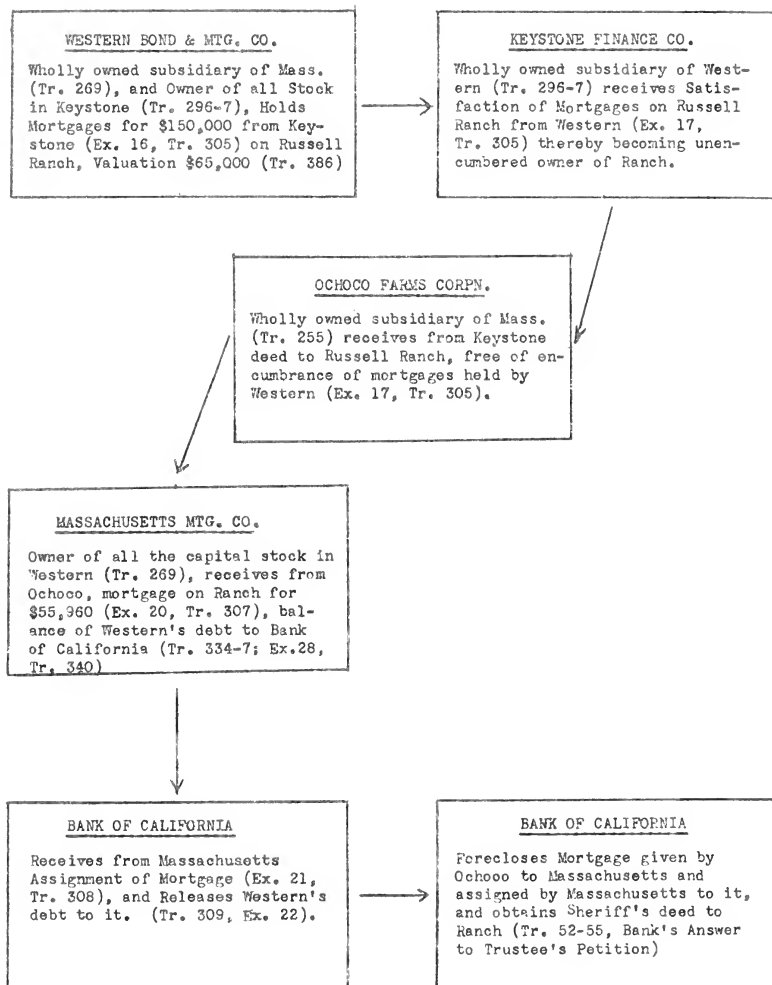 WESTERN BOND & MTG. CO.
Wholly owned subsidiary of Mass.
(Tr. 269), and Owner of all Stock
in Keystone (Tr. 296-7), Holds
Mortgages for $150,000 from Key-
stone (Ex. 16, Tr. 305) on Russell
Ranch, Valuation $65,000 (Tr. 386)
KEYSTONE FINANCE CO.
Wholly owned subsidiary of West-
ern (Tr. 296-7) receives Satis-
faction of Mortgages on Russell
Ranch from Western (Ex. 17,
Tr. 305) thereby becoming unen-
cumbered owner of Ranch.
OCHOCO FARMS CORPN.
Wholly owned subsidiary of Mass.
(Tr. 255) receives from Keystone
deed to Russell Ranch, free of en-
cumbrance of mortgages held by
Western (Ex. 17, Tr. 305).
MASSACHUSETTS MTG. CO.
Owner of all the capital stock in
Western (Tr. 269), receives from
Ochoco, mortgage on Ranch for
$55,960 (Ex. 20, Tr. 307), bal-
ance of Western's debt to Bank
of California (Tr. 334-7; Ex.28,
Tr. 340)
BANK OF CALIFORNIA
Receives from Massachusetts
Assignment of Mortgage (Ex. 21,
Tr. 308), and Releases Western's
debt to it. (Tr. 309, Ex. 22).
BANK OF CALIFORNIA
Forecloses Mortgage given by
Ochoco to Massachusetts and
assigned by Massachusetts to it,
and obtains Sheriff's deed to
Ranch (Tr. 52-55, Bank's Answer
to Trustee's Petition)